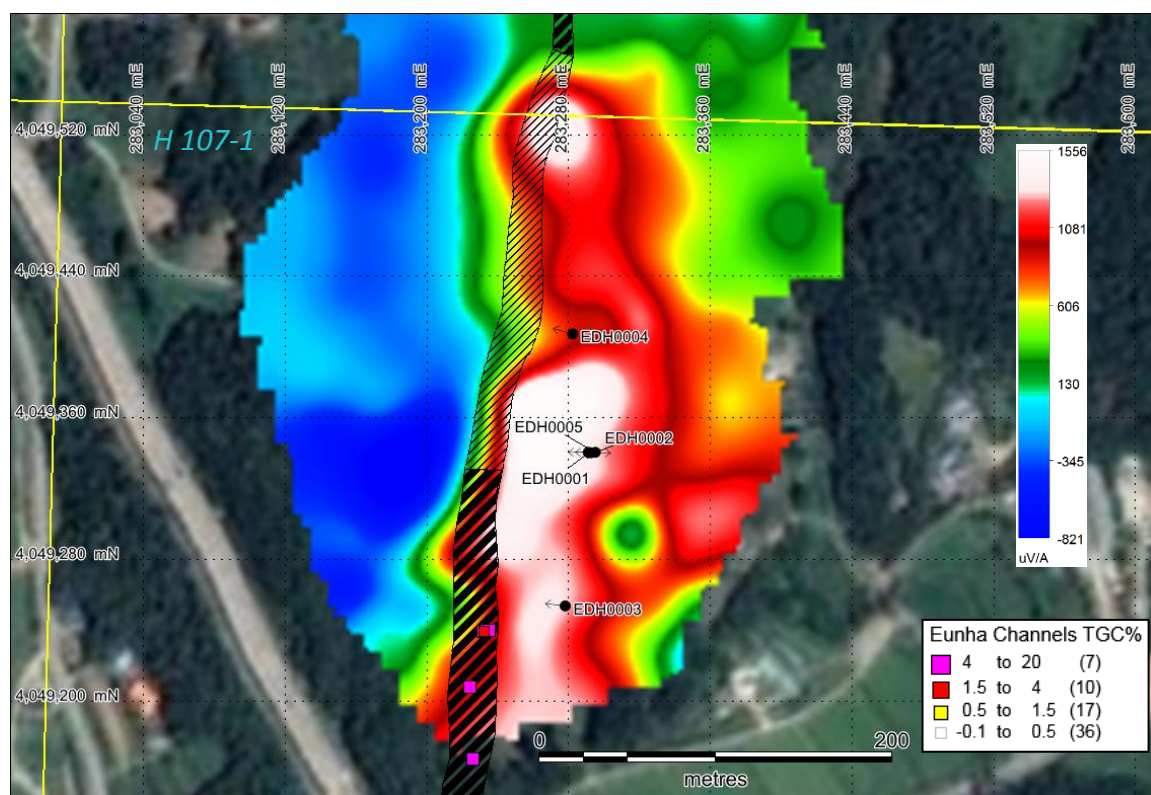 283,040 mE
283,120 mE
283,200 mE
283,280 mE
283,360 mE
283,440 mE
283,520 mE
283,600 mE
4,049,520 mN
H 107-1
4,049,440 mN
4,049,360 mN
4,049,280 mN
4,049,200 mN
EDH0004
EDH0005
EDH0002
EDH0001
EDH0003
1556
1081
606
130
-345
-821
uV/A
Eunha Channels TGC%
4 to 20 (7)
1.5 to 4 (10)
0.5 to 1.5 (17)
-0.1 to 0.5 (36)
0 200
metres